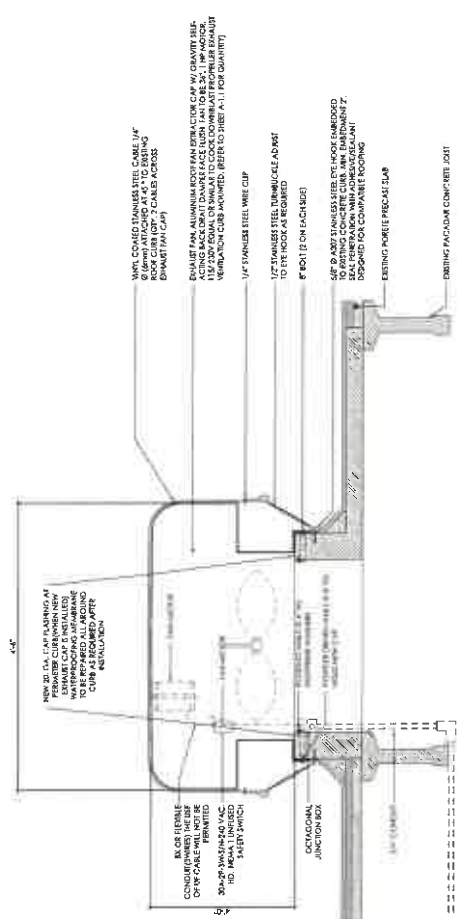 4'-6"
NEW 20 GA. CAP FLASHING AT
PERIMETER CURB (WHEN NEW
EXHAUST CAP IS INSTALLED)
WATERPROOFING MEMBRANE
TO BE REPAIRED ALL AROUND
CURB AS REQUIRED AFTER
INSTALLATION
BX OR FLEXIBLE
CONDUIT(3WIRES) THE USE
OF UF CABLE WILL NOT BE
PERMITTED
30A-2P-3W-S/N-240 VAC.
HD. NEMA 1 UNFUSED
SAFETY SWITCH
OCTAGONAL
JUNCTION BOX
VINYL COATED STAINLESS STEEL CABLE 1/4"
Ø (6mm) ATTACHED AT 45° TO EXISTING
ROOF CURB (QTY. 2 CABLES ACROSS
EXHAUST FAN CAP)
EXHAUST FAN, ALUMINUM ROOF FAN EXTRACTOR CAP W/ GRAVITY SELF-
ACTING BACK DRAFT DAMPER FACE FLUSH. FAN TO BE 36", 1 HP MOTOR,
115/ 230V EQUAL OR SIMILAR TO COOK DOWNBLAST PROPELLER EXHAUST
VENTILATION CURB MOUNTED. (REFER TO SHEET A-1.1 FOR QUANTITY)
1/4" STAINLESS STEEL WIRE CLIP
1/2" STAINLESS STEEL TURNBUCKLE ADJUST
TO EYE HOOK AS REQUIRED
8" BOLT (2 ON EACH SIDE)
5/8" Ø A307 STAINLESS STEEL EYE HOOK EMBEDDED
TO EXISTING CONCRETE CURB. MIN. EMBEDMENT 2".
SEAL PENETRATION WITH ADHESIVE/SEALANT
DESIGNED FOR COMPATIBLE ROOFING
EXISTING PORETE PRECAST SLAB
EXISTING PACADAR CONCRETE JOIST